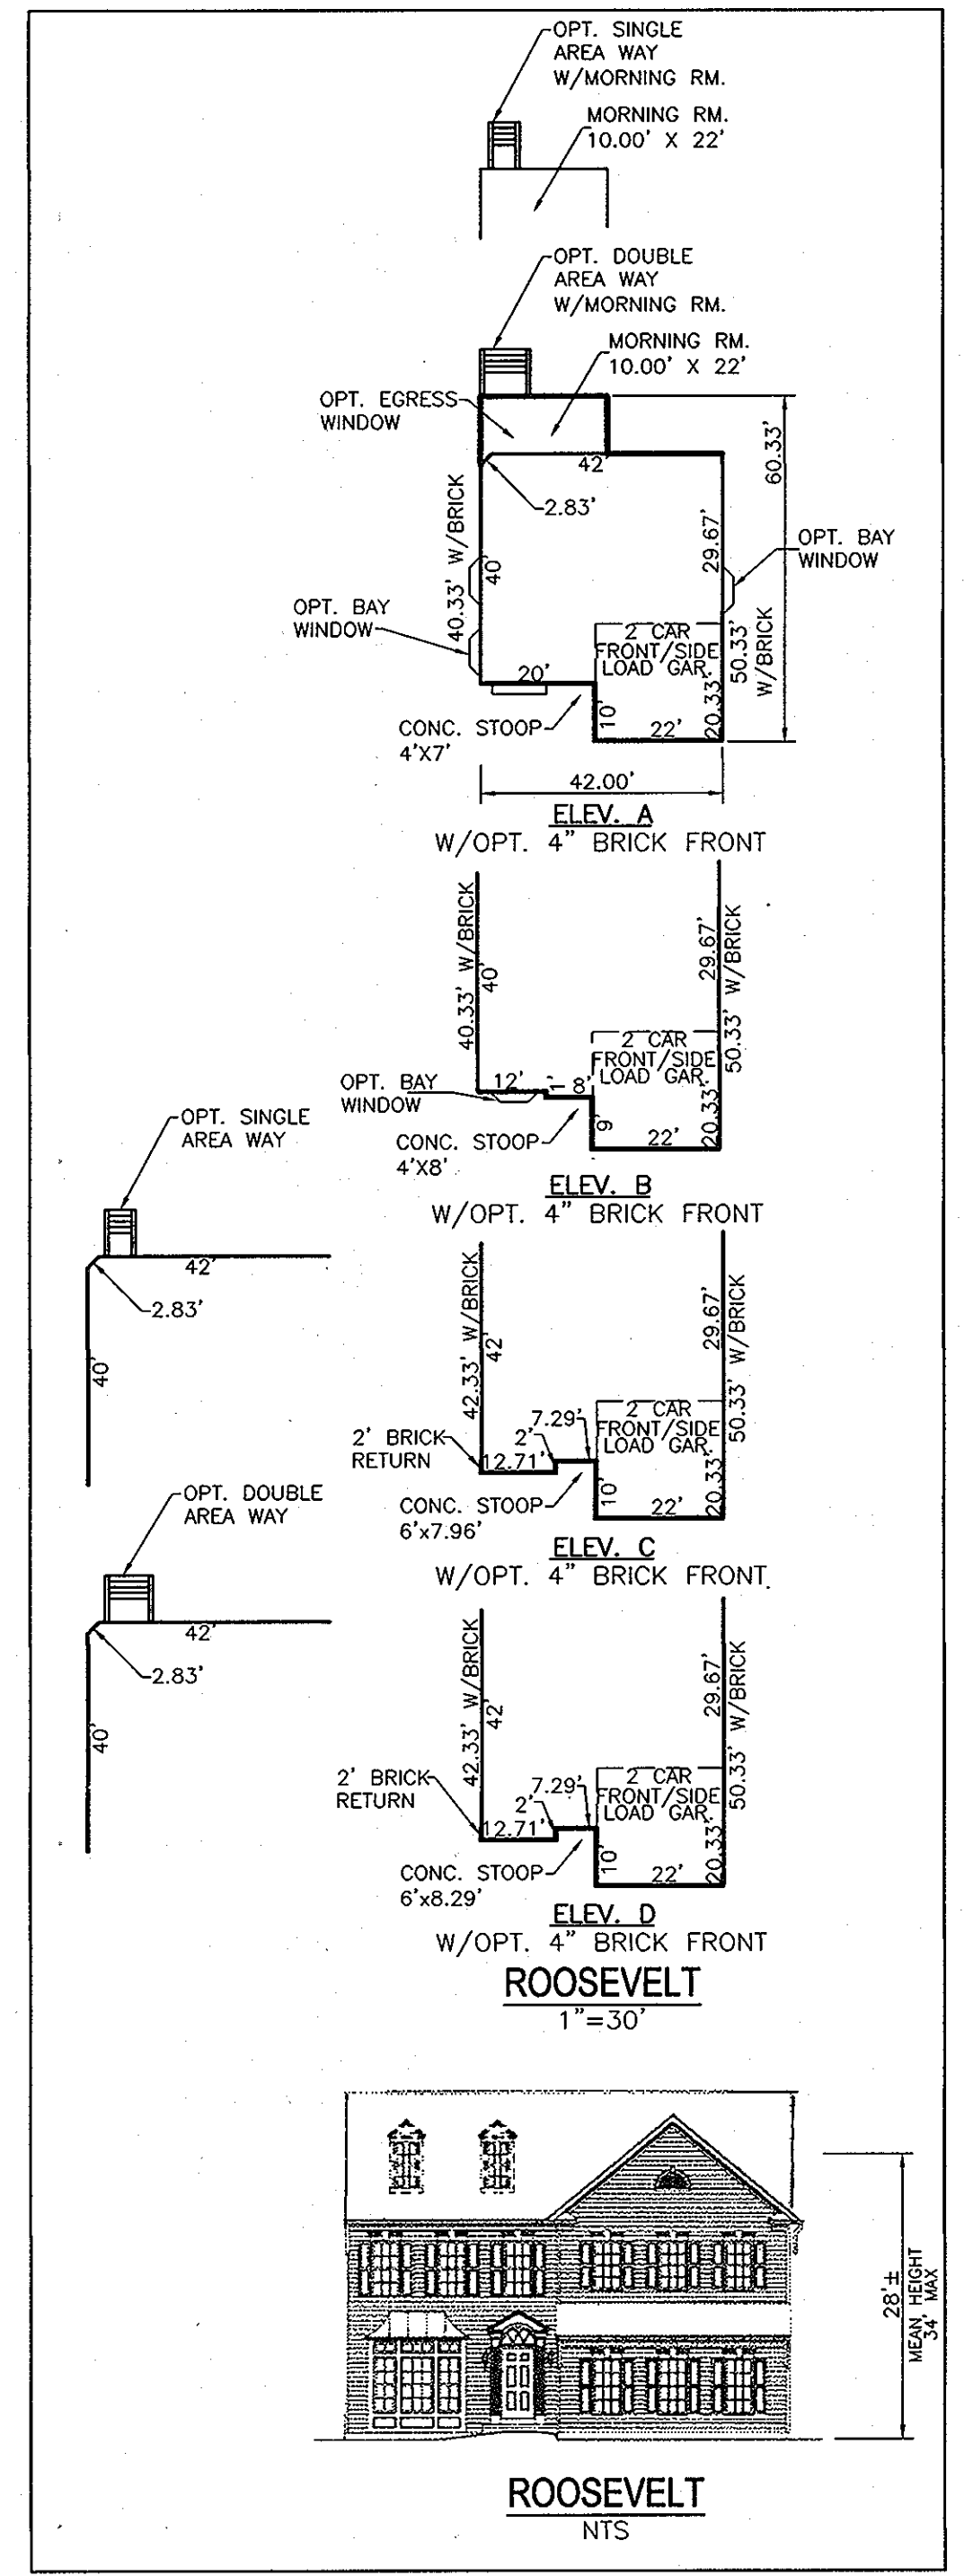 OPT. SINGLE
AREA WAY
W/MORNING RM.
MORNING RM.
10.00' X 22'
OPT. DOUBLE
AREA WAY
W/MORNING RM.
MORNING RM.
10.00' X 22'
OPT. EGRESS
WINDOW
42'
2.83'
60.33'
40.33' W/BRICK
40'
29.67'
OPT. BAY
WINDOW
OPT. BAY
WINDOW
2 CAR
FRONT/SIDE
LOAD GAR.
50.33'
W/BRICK
20'
10'
20.33'
22'
CONC. STOOP
4'X7'
42.00'
ELEV. A
W/OPT. 4" BRICK FRONT
40.33' W/BRICK
40'
29.67'
50.33' W/BRICK
2 CAR
FRONT/SIDE
LOAD GAR.
OPT. BAY
WINDOW
12'
1'
8'
9'
20.33'
22'
CONC. STOOP
4'X8'
ELEV. B
W/OPT. 4" BRICK FRONT
OPT. SINGLE
AREA WAY
42'
2.83'
40'
42.33' W/BRICK
42'
29.67'
50.33' W/BRICK
2 CAR
FRONT/SIDE
LOAD GAR.
7.29'
2'
2' BRICK
RETURN
12.71'
10'
20.33'
22'
CONC. STOOP
6'x7.96'
ELEV. C
W/OPT. 4" BRICK FRONT.
OPT. DOUBLE
AREA WAY
42'
2.83'
40'
42.33' W/BRICK
42'
29.67'
50.33' W/BRICK
2 CAR
FRONT/SIDE
LOAD GAR.
7.29'
2'
2' BRICK
RETURN
12.71'
10'
20.33'
22'
CONC. STOOP
6'x8.29'
ELEV. D
W/OPT. 4" BRICK FRONT
ROOSEVELT
1"=30'
28'±
MEAN HEIGHT
34' MAX
ROOSEVELT
NTS